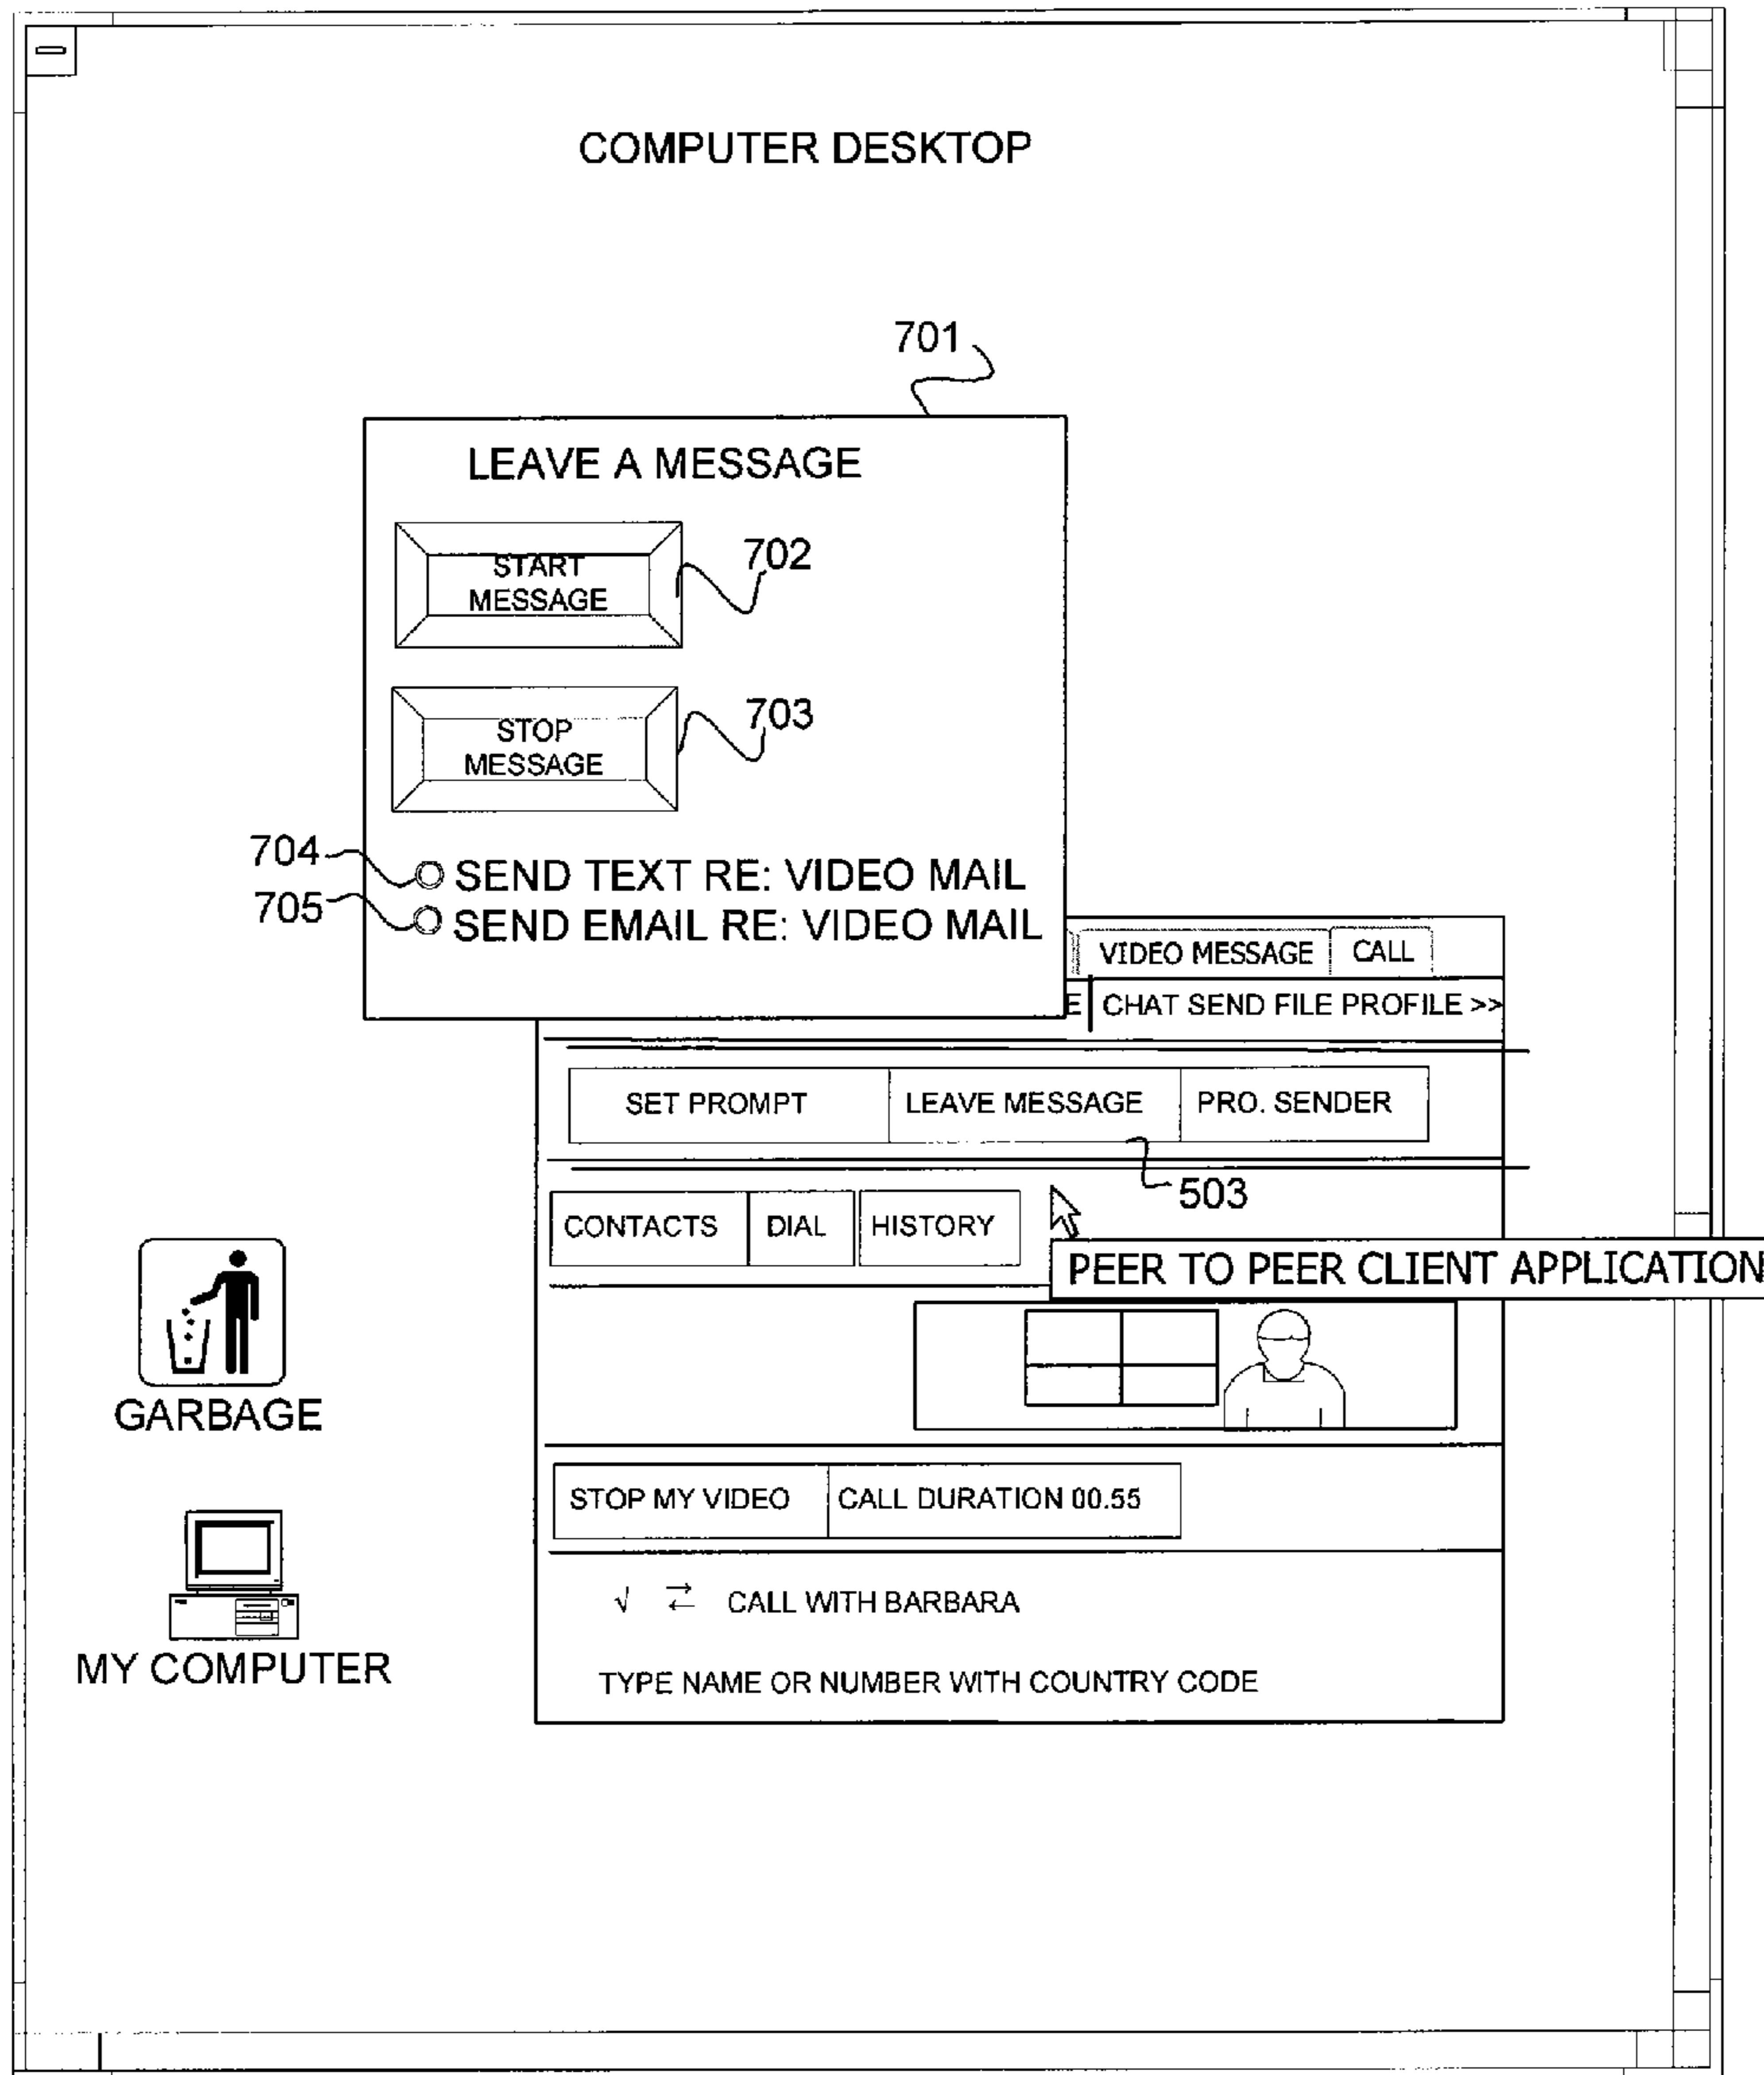 COMPUTER DESKTOP
701
LEAVE A MESSAGE
START
MESSAGE
702
STOP
MESSAGE
703
704
SEND TEXT RE: VIDEO MAIL
705
SEND EMAIL RE: VIDEO MAIL
VIDEO MESSAGE CALL
E CHAT SEND FILE PROFILE >>
SET PROMPT LEAVE MESSAGE PRO. SENDER
503
CONTACTS DIAL HISTORY
PEER TO PEER CLIENT APPLICATION
GARBAGE
STOP MY VIDEO CALL DURATION 00.55
√ ⇄ CALL WITH BARBARA
MY COMPUTER
TYPE NAME OR NUMBER WITH COUNTRY CODE